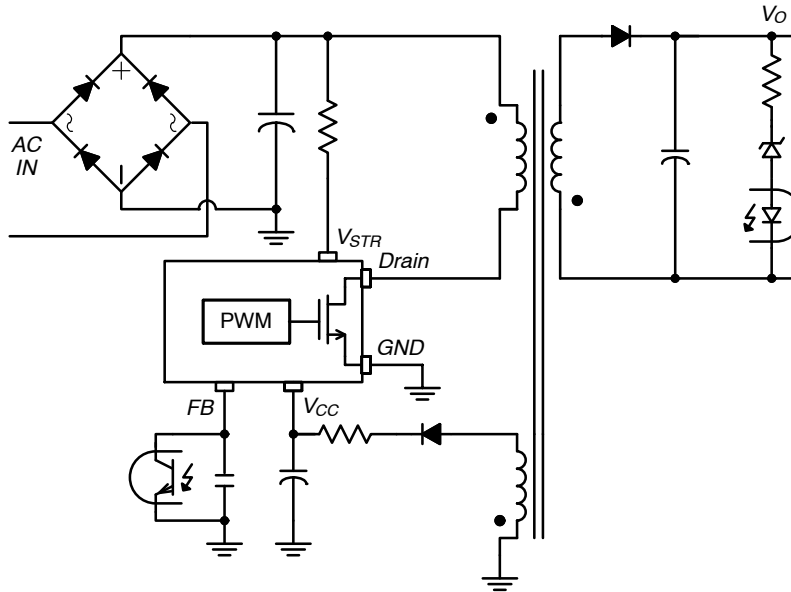 V_O
AC
IN
V_STR
Drain
PWM
GND
FB
V_CC